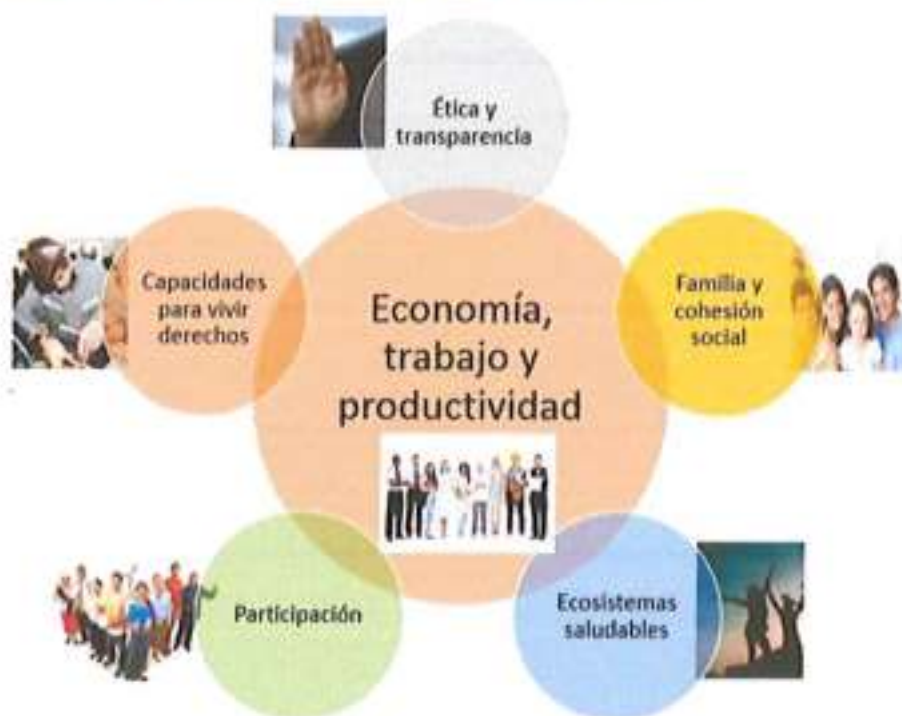 Ética y
transparencia
Capacidades
para vivir
derechos
Economía,
trabajo y
productividad
Familia y
cohesión
social
Participación
Ecosistemas
saludables